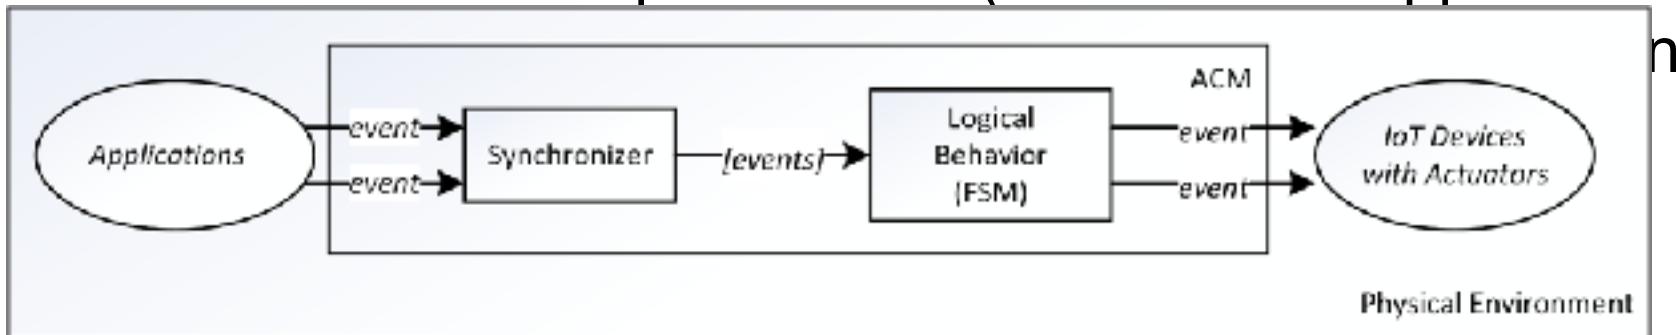 ACM
Applications
event
event
Synchronizer
[events]
Logical
Behavior
(FSM)
event
event
IoT Devices
with Actuators
Physical Environment
n